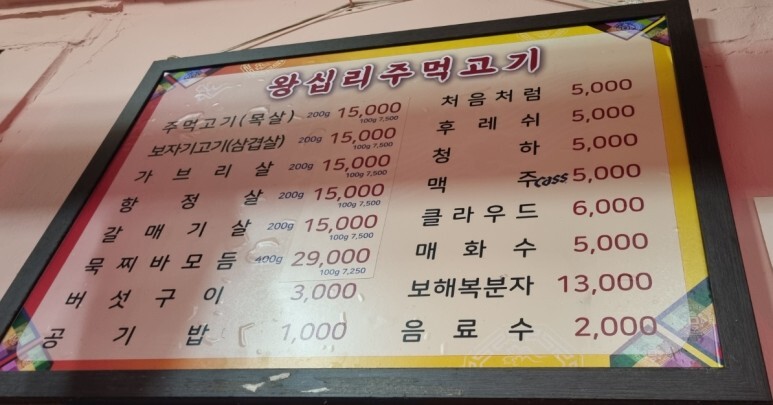 왕십리주먹고기
주먹고기(목살) 200g 15,000
100g 7,500
보자기고기(삼겹살) 200g 15,000
100g 7,500
가브리살 200g 15,000
100g 7,500
항정살 200g 15,000
100g 7,500
갈매기살 200g 15,000
100g 7,500
묵찌바모듬 400g 29,000
100g 7,250
버섯구이 3,000
공기밥 1,000
처음처럼 5,000
후레쉬 5,000
청하 5,000
맥주 cass 5,000
클라우드 6,000
매화수 5,000
보해복분자 13,000
음료수 2,000